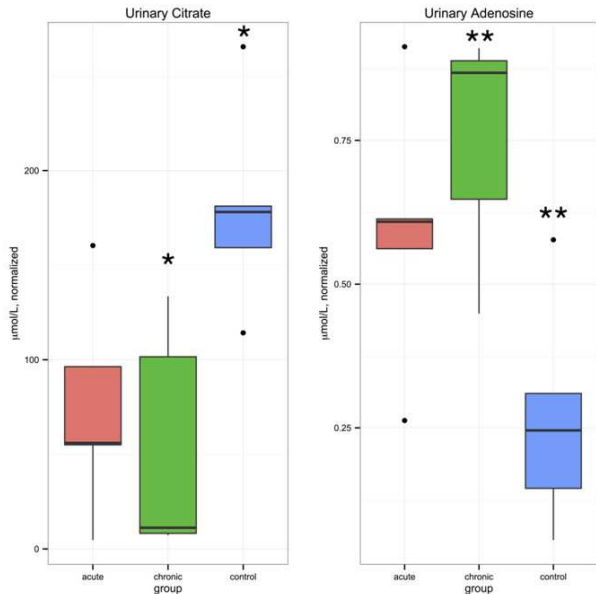 Urinary Citrate
*
*
200
100
0
μmol/L, normalized
acute chronic control
group
Urinary Adenosine
**
**
0.75
0.50
0.25
μmol/L, normalized
acute chronic control
group